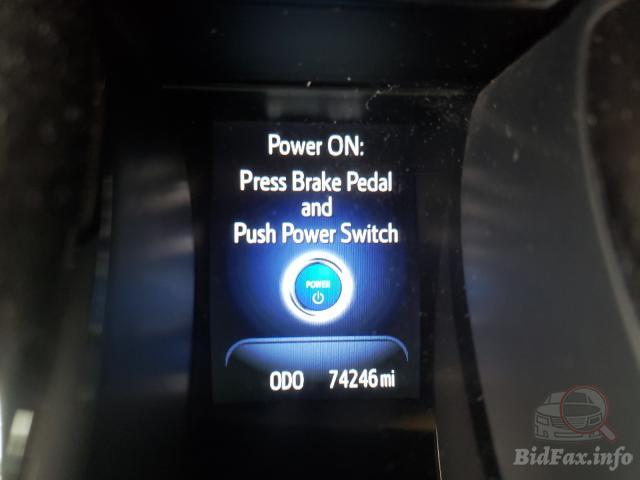 Power ON:
Press Brake Pedal
and
Push Power Switch
POWER
ODO 74246 mi
BidFax.info